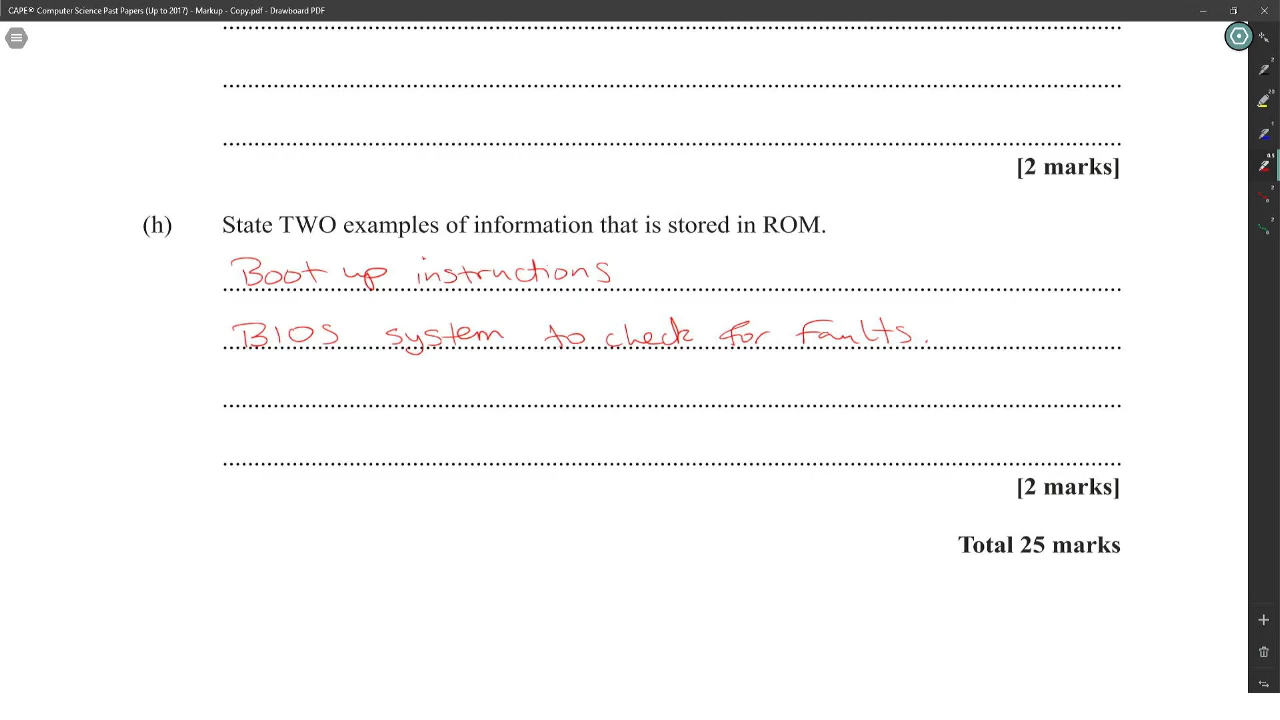 CAPE® Computer Science Past Papers (Up to 2017) - Markup - Copy.pdf - Drawboard PDF
[2 marks]
(h) State TWO examples of information that is stored in ROM.
Boot up instructions
BIOS system to check for faults.
[2 marks]
Total 25 marks